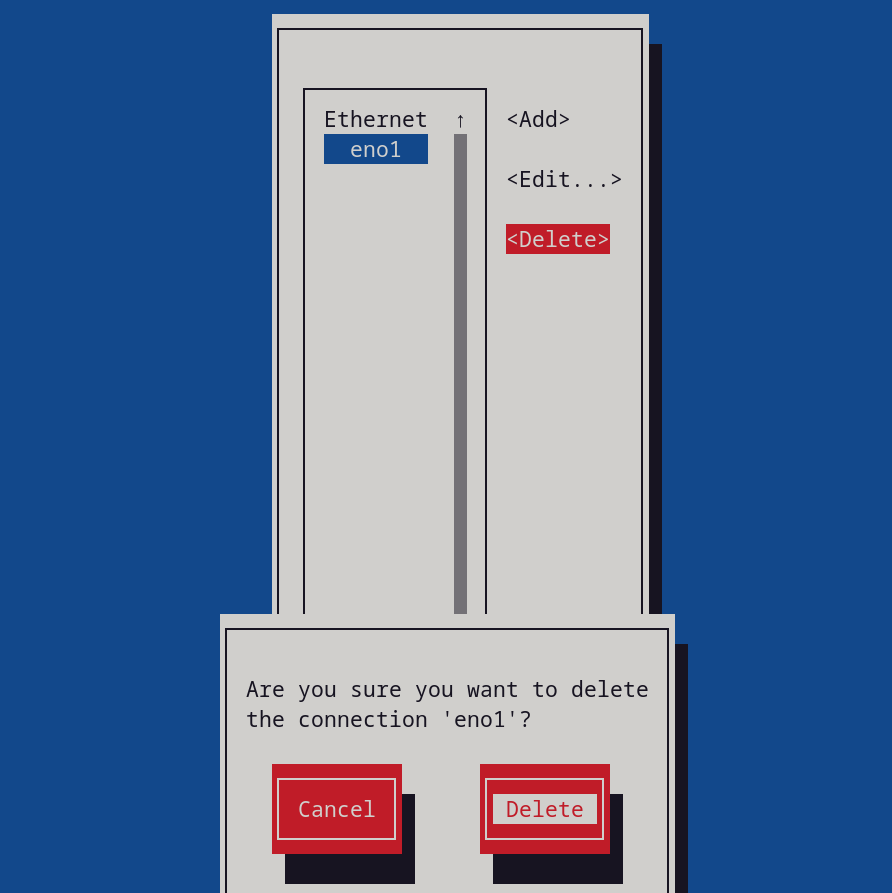 Ethernet ↑ <Add>
eno1
<Edit...>
<Delete>
Are you sure you want to delete
the connection 'eno1'?
Cancel Delete